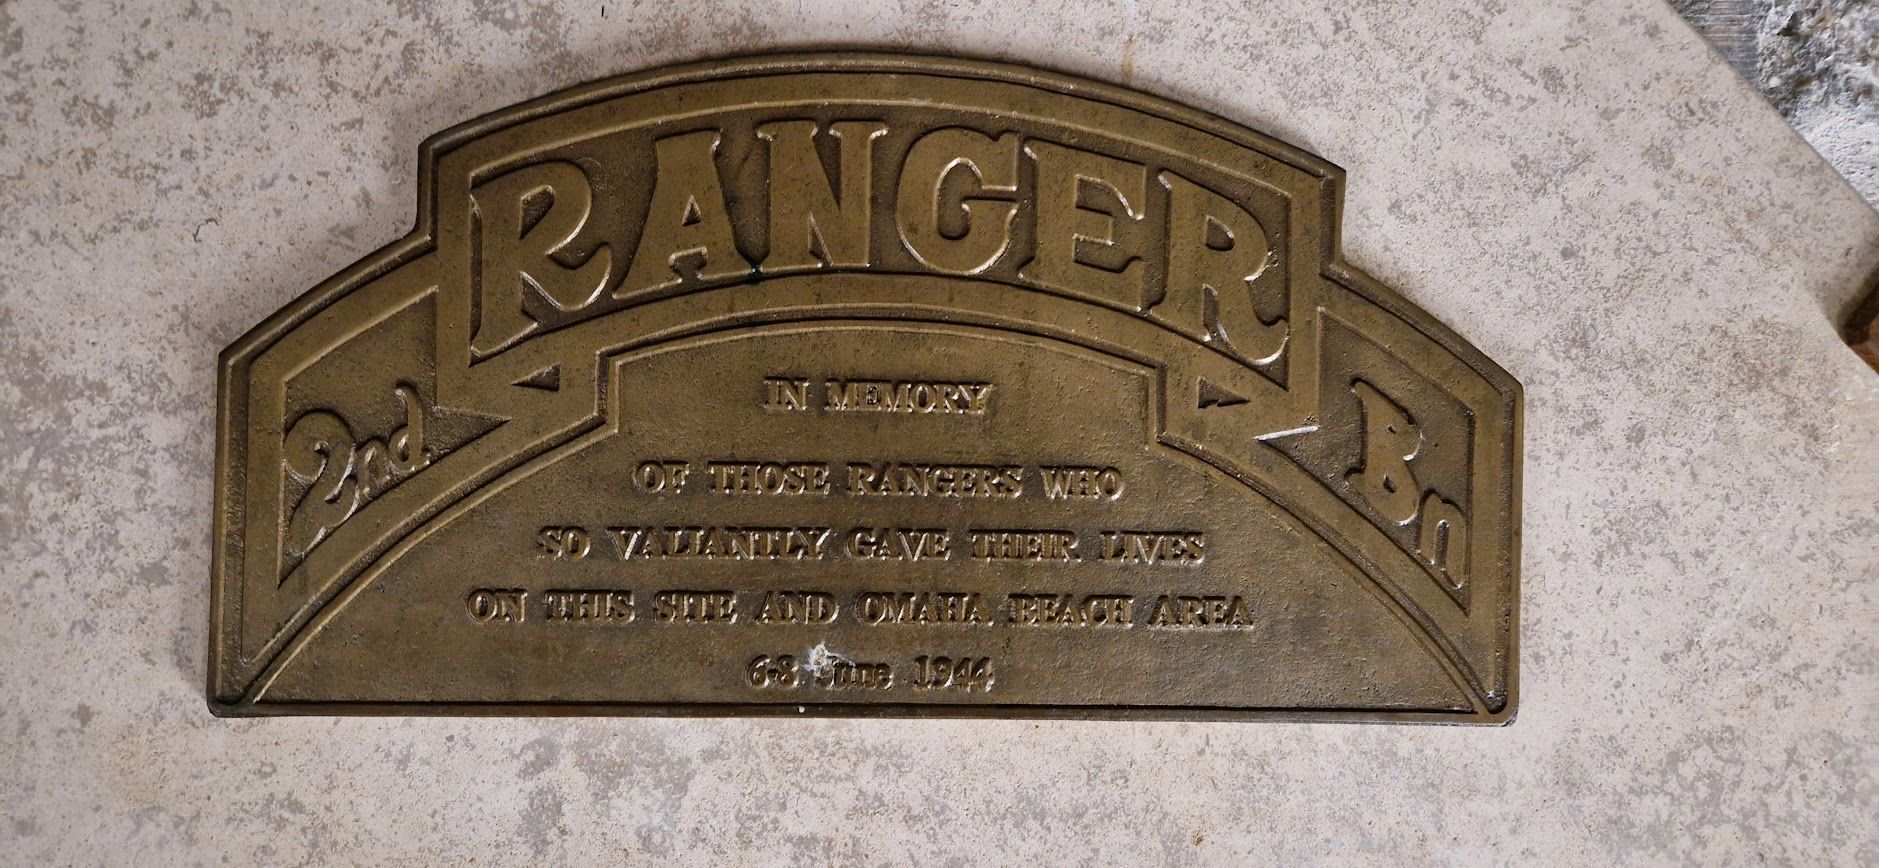 2nd. RANGER Bn
IN MEMORY
OF THOSE RANGERS WHO
SO VALIANTLY GAVE THEIR LIVES
ON THIS SITE AND OMAHA BEACH AREA
6-8 June 1944